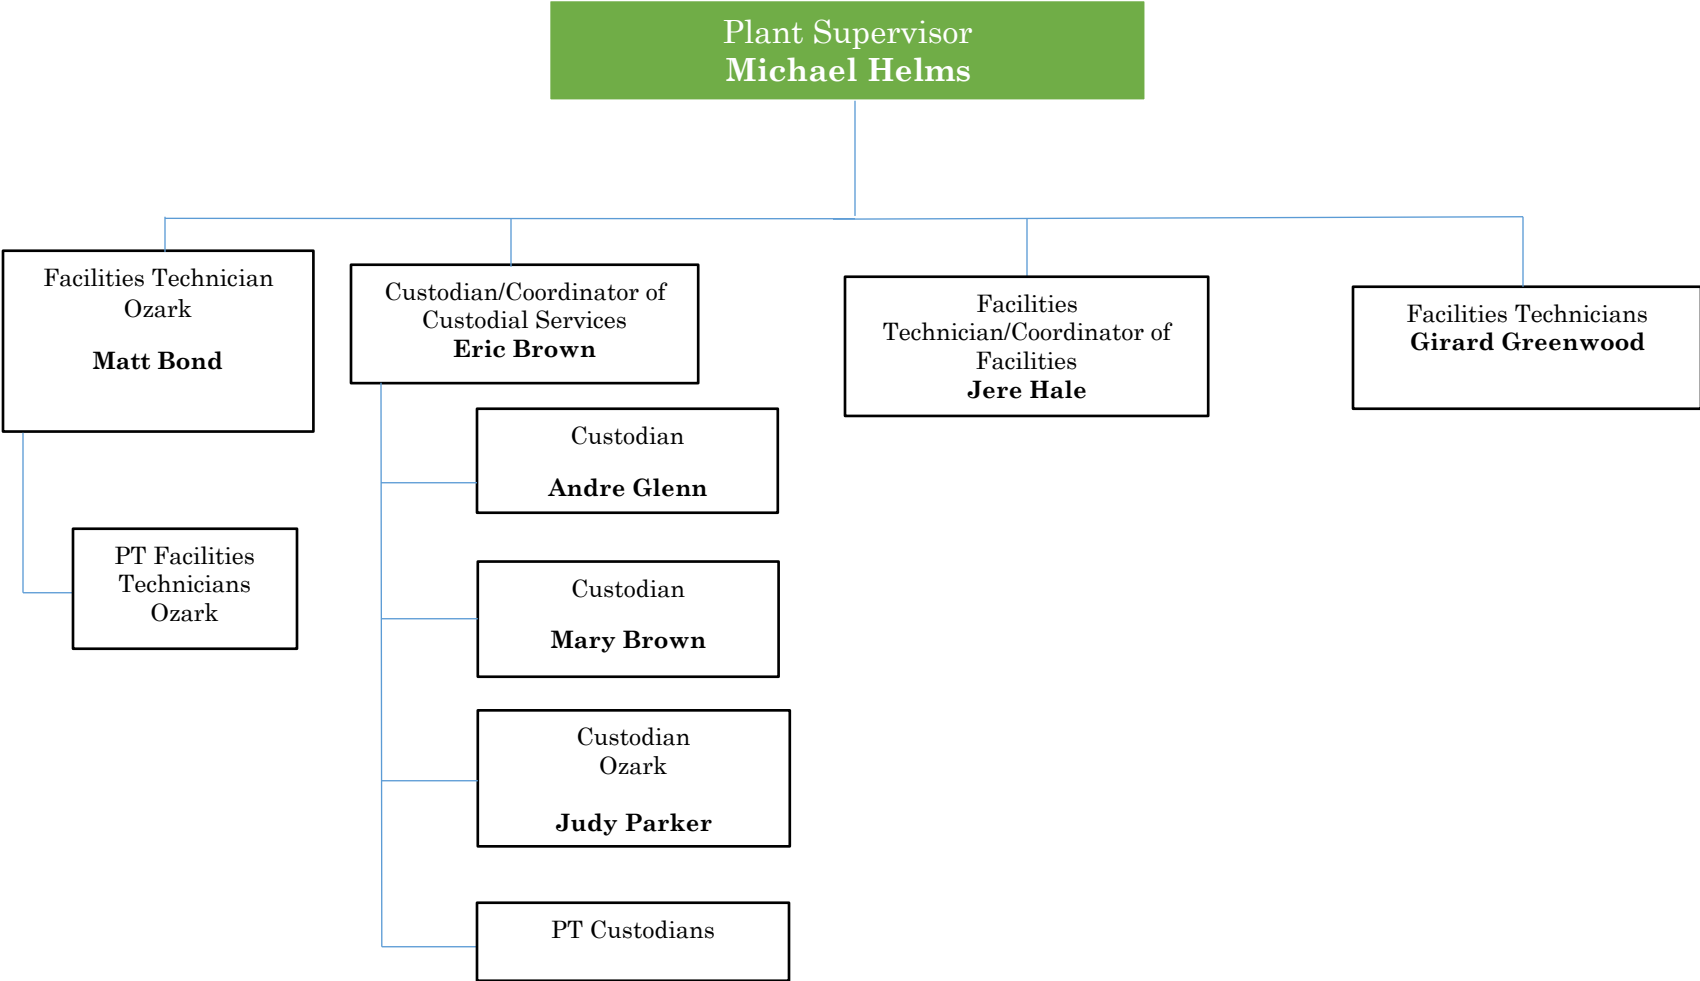 Plant Supervisor
Michael Helms
Facilities Technician
Ozark
Matt Bond
PT Facilities
Technicians
Ozark
Custodian/Coordinator of
Custodial Services
Eric Brown
Custodian
Andre Glenn
Custodian
Mary Brown
Custodian
Ozark
Judy Parker
PT Custodians
Facilities
Technician/Coordinator of
Facilities
Jere Hale
Facilities Technicians
Girard Greenwood